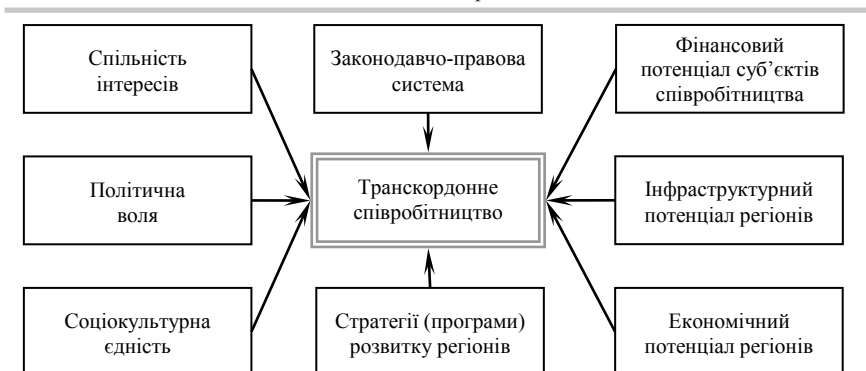 Спільність
інтересів
Законодавчо-правова
система
Фінансовий
потенціал суб’єктів
співробітництва
Політична
воля
Транскордонне
співробітництво
Інфраструктурний
потенціал регіонів
Соціокультурна
єдність
Стратегії (програми)
розвитку регіонів
Економічний
потенціал регіонів